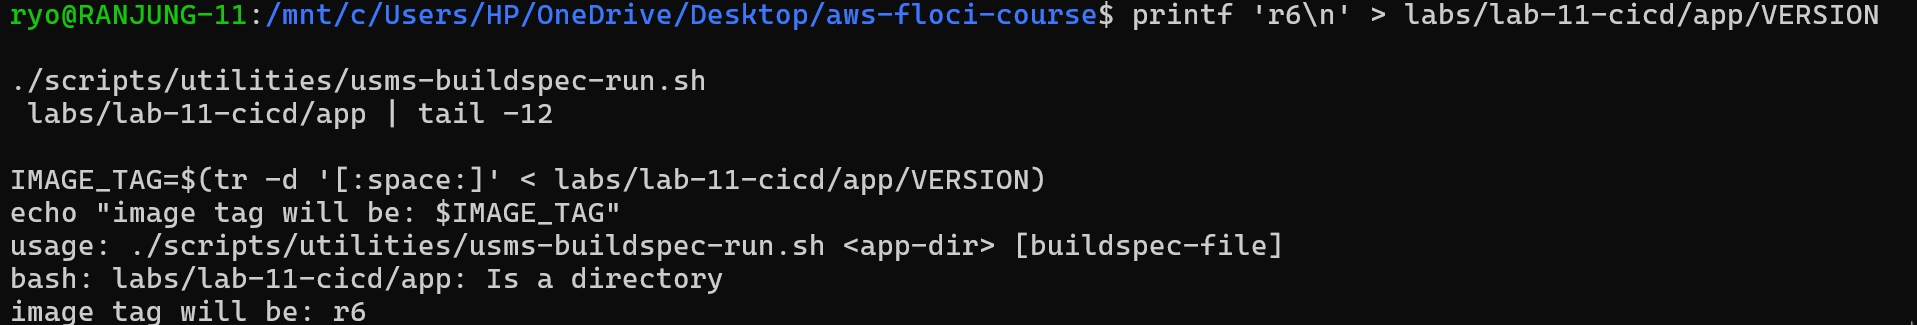 ryo@RANJUNG-11:/mnt/c/Users/HP/OneDrive/Desktop/aws-floci-course$ printf 'r6\n' > labs/lab-11-cicd/app/VERSION
./scripts/utilities/usms-buildspec-run.sh
 labs/lab-11-cicd/app | tail -12
IMAGE_TAG=$(tr -d '[:space:]' < labs/lab-11-cicd/app/VERSION)
echo "image tag will be: $IMAGE_TAG"
usage: ./scripts/utilities/usms-buildspec-run.sh <app-dir> [buildspec-file]
bash: labs/lab-11-cicd/app: Is a directory
image tag will be: r6